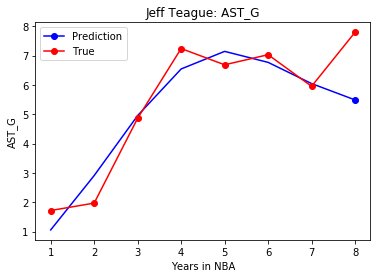 Jeff Teague: AST_G
Prediction
True
8
7
6
5
4
3
2
1
AST_G
1 2 3 4 5 6 7 8
Years in NBA